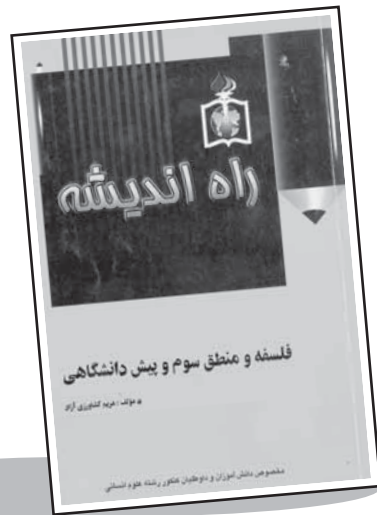 راه اندیشه
فلسفه و منطق سوم و پیش دانشگاهی
مؤلف : مریم کشاورزی آزاد
مخصوص دانش آموزان و داوطلبان کنکور رشته علوم انسانی